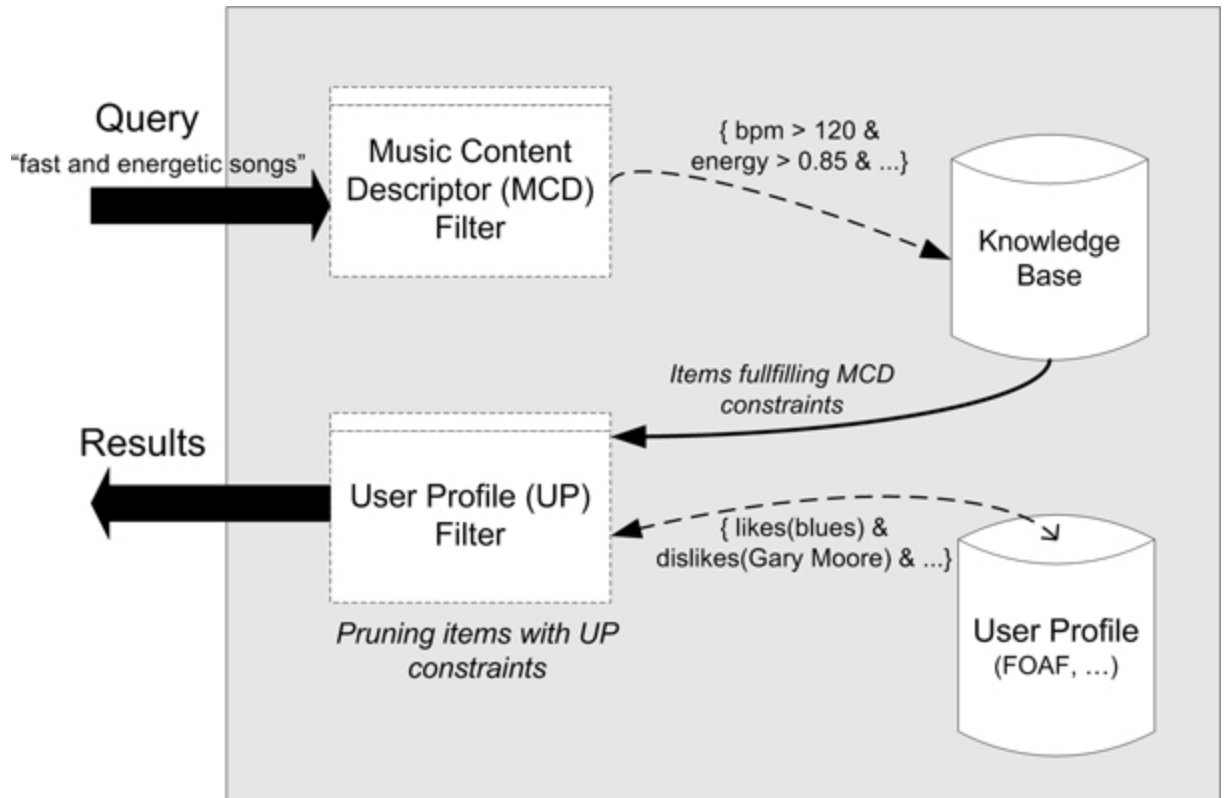 Query
“fast and energetic songs”
Music Content
Descriptor (MCD)
Filter
{ bpm > 120 &
energy > 0.85 & ...}
Knowledge
Base
Items fullfilling MCD
constraints
Results
User Profile (UP)
Filter
{ likes(blues) &
dislikes(Gary Moore) & ...}
Pruning items with UP
constraints
User Profile
(FOAF, ...)